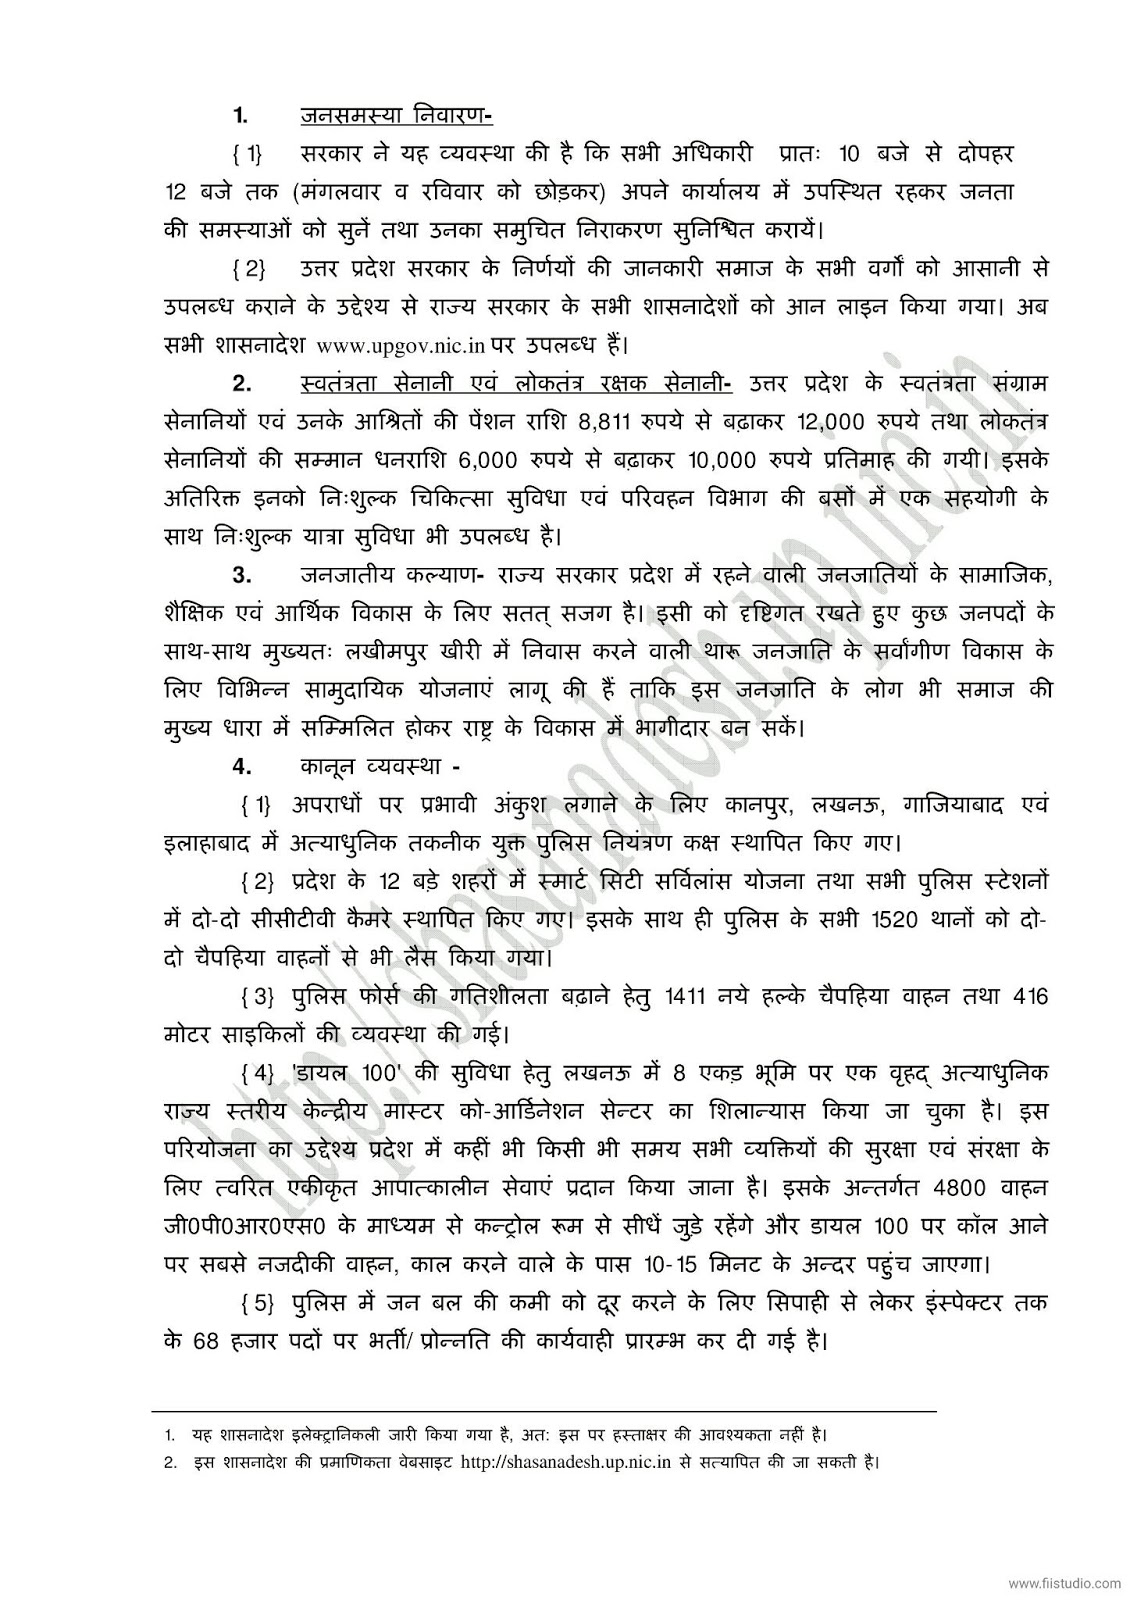 1. जनसमस्या निवारण-
{1} सरकार ने यह व्यवस्था की है कि सभी अधिकारी प्रातः 10 बजे से दोपहर
12 बजे तक (मंगलवार व रविवार को छोड़कर) अपने कार्यालय में उपस्थित रहकर जनता
की समस्याओं को सुनें तथा उनका समुचित निराकरण सुनिश्चित करायें।
{2} उत्तर प्रदेश सरकार के निर्णयों की जानकारी समाज के सभी वर्गों को आसानी से
उपलब्ध कराने के उद्देश्य से राज्य सरकार के सभी शासनादेशों को आन लाइन किया गया। अब
सभी शासनादेश www.upgov.nic.in पर उपलब्ध हैं।
2. स्वतंत्रता सेनानी एवं लोकतंत्र रक्षक सेनानी- उत्तर प्रदेश के स्वतंत्रता संग्राम
सेनानियों एवं उनके आश्रितों की पेंशन राशि 8,811 रुपये से बढ़ाकर 12,000 रुपये तथा लोकतंत्र
सेनानियों की सम्मान धनराशि 6,000 रुपये से बढ़ाकर 10,000 रुपये प्रतिमाह की गयी। इसके
अतिरिक्त इनको निःशुल्क चिकित्सा सुविधा एवं परिवहन विभाग की बसों में एक सहयोगी के
साथ निःशुल्क यात्रा सुविधा भी उपलब्ध है।
3. जनजातीय कल्याण- राज्य सरकार प्रदेश में रहने वाली जनजातियों के सामाजिक,
शैक्षिक एवं आर्थिक विकास के लिए सतत् सजग है। इसी को दृष्टिगत रखते हुए कुछ जनपदों के
साथ-साथ मुख्यतः लखीमपुर खीरी में निवास करने वाली थारू जनजाति के सर्वांगीण विकास के
लिए विभिन्न सामुदायिक योजनाएं लागू की हैं ताकि इस जनजाति के लोग भी समाज की
मुख्य धारा में सम्मिलित होकर राष्ट्र के विकास में भागीदार बन सकें।
4. कानून व्यवस्था -
{1} अपराधों पर प्रभावी अंकुश लगाने के लिए कानपुर, लखनऊ, गाजियाबाद एवं
इलाहाबाद में अत्याधुनिक तकनीक युक्त पुलिस नियंत्रण कक्ष स्थापित किए गए।
{2} प्रदेश के 12 बड़े शहरों में स्मार्ट सिटी सर्विलांस योजना तथा सभी पुलिस स्टेशनों
में दो-दो सीसीटीवी कैमरे स्थापित किए गए। इसके साथ ही पुलिस के सभी 1520 थानों को दो-
दो चैपहिया वाहनों से भी लैस किया गया।
{3} पुलिस फोर्स की गतिशीलता बढ़ाने हेतु 1411 नये हल्के चैपहिया वाहन तथा 416
मोटर साइकिलों की व्यवस्था की गई।
{4} 'डायल 100' की सुविधा हेतु लखनऊ में 8 एकड़ भूमि पर एक वृहद् अत्याधुनिक
राज्य स्तरीय केन्द्रीय मास्टर को-आर्डिनेशन सेन्टर का शिलान्यास किया जा चुका है। इस
परियोजना का उद्देश्य प्रदेश में कहीं भी किसी भी समय सभी व्यक्तियों की सुरक्षा एवं संरक्षा के
लिए त्वरित एकीकृत आपात्कालीन सेवाएं प्रदान किया जाना है। इसके अन्तर्गत 4800 वाहन
जी0पी0आर0एस0 के माध्यम से कन्ट्रोल रूम से सीधें जुड़े रहेंगे और डायल 100 पर कॉल आने
पर सबसे नजदीकी वाहन, काल करने वाले के पास 10-15 मिनट के अन्दर पहुंच जाएगा।
{5} पुलिस में जन बल की कमी को दूर करने के लिए सिपाही से लेकर इंस्पेक्टर तक
के 68 हजार पदों पर भर्ती/ प्रोन्नति की कार्यवाही प्रारम्भ कर दी गई है।
http://shasanadesh.up.nic.in
1. यह शासनादेश इलेक्ट्रानिकली जारी किया गया है, अत: इस पर हस्ताक्षर की आवश्यकता नहीं है।
2. इस शासनादेश की प्रमाणिकता वेबसाइट http://shasanadesh.up.nic.in से सत्यापित की जा सकती है।
www.fiistudio.com